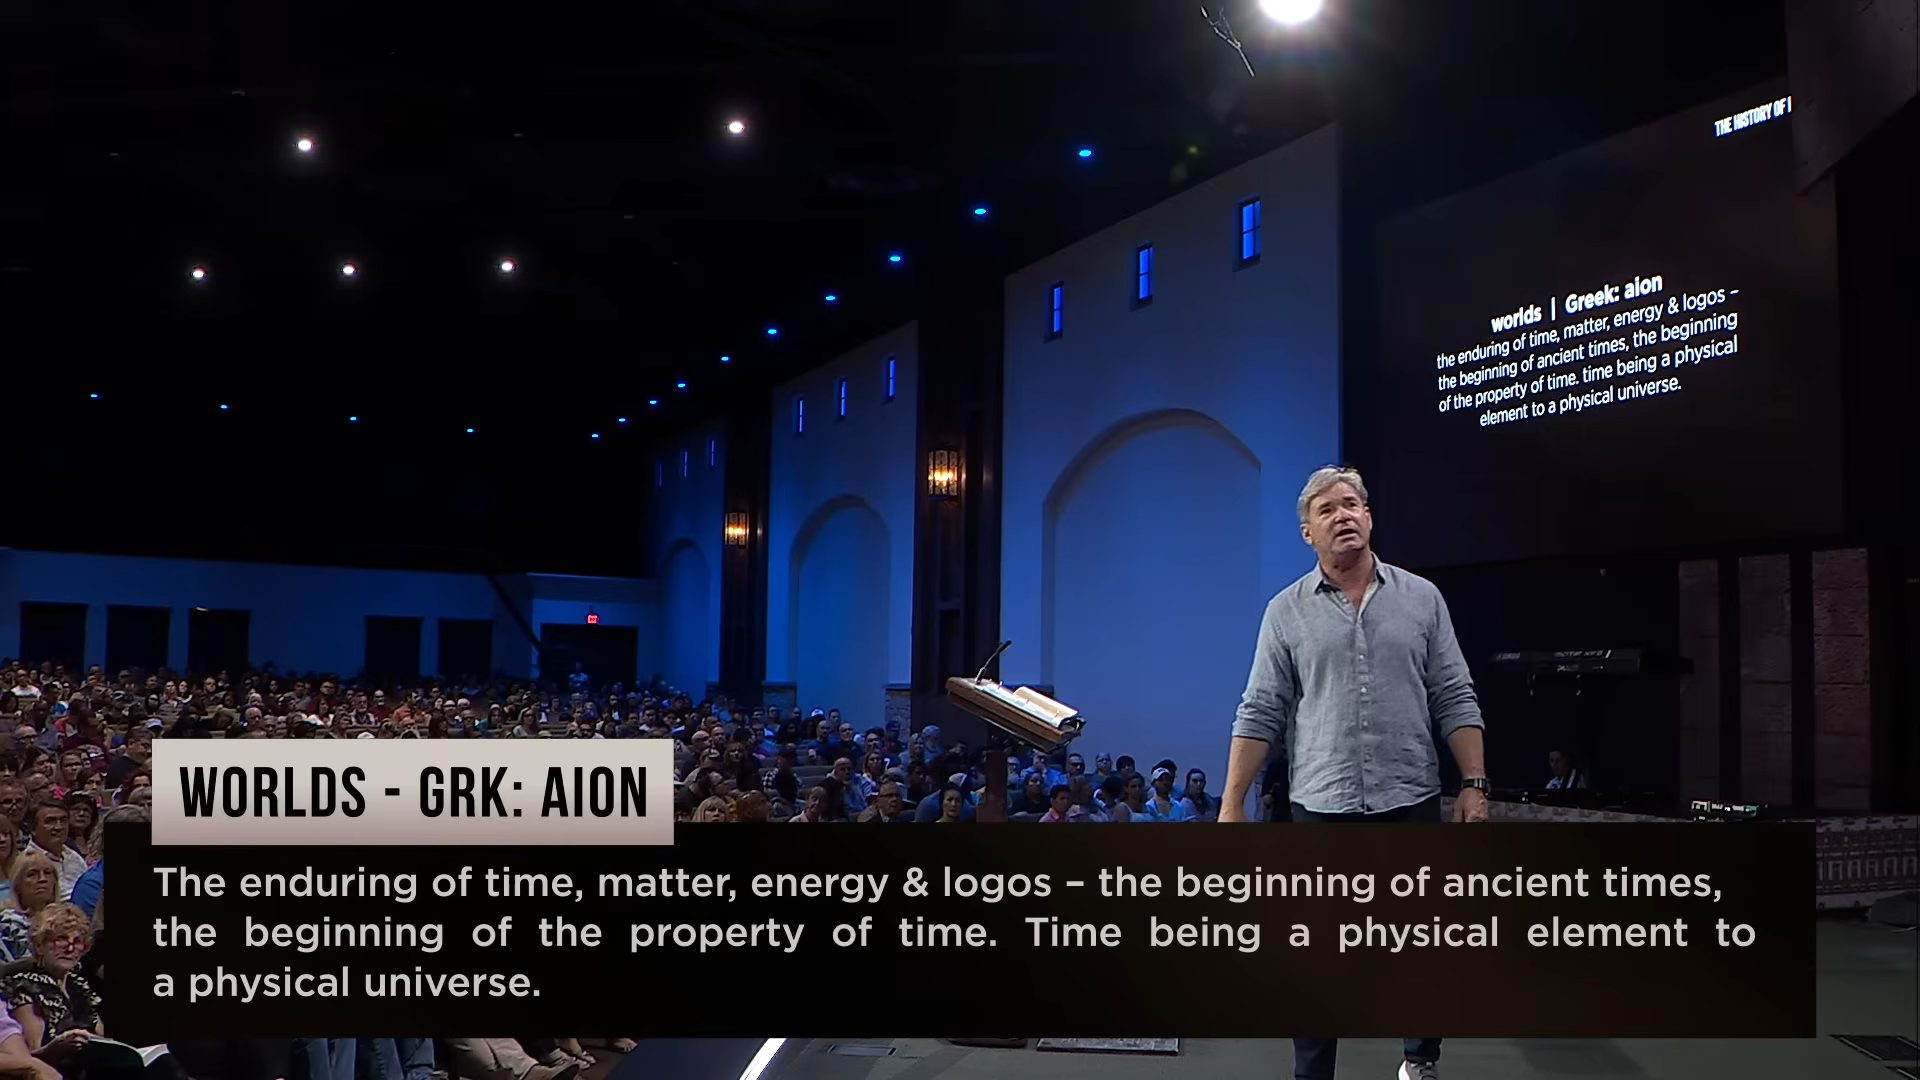 THE HISTORY OF
worlds | Greek: aion
the enduring of time, matter, energy & logos –
the beginning of ancient times, the beginning
of the property of time. time being a physical
element to a physical universe.
WORLDS - GRK: AION
The enduring of time, matter, energy & logos – the beginning of ancient times,
the beginning of the property of time. Time being a physical element to
a physical universe.